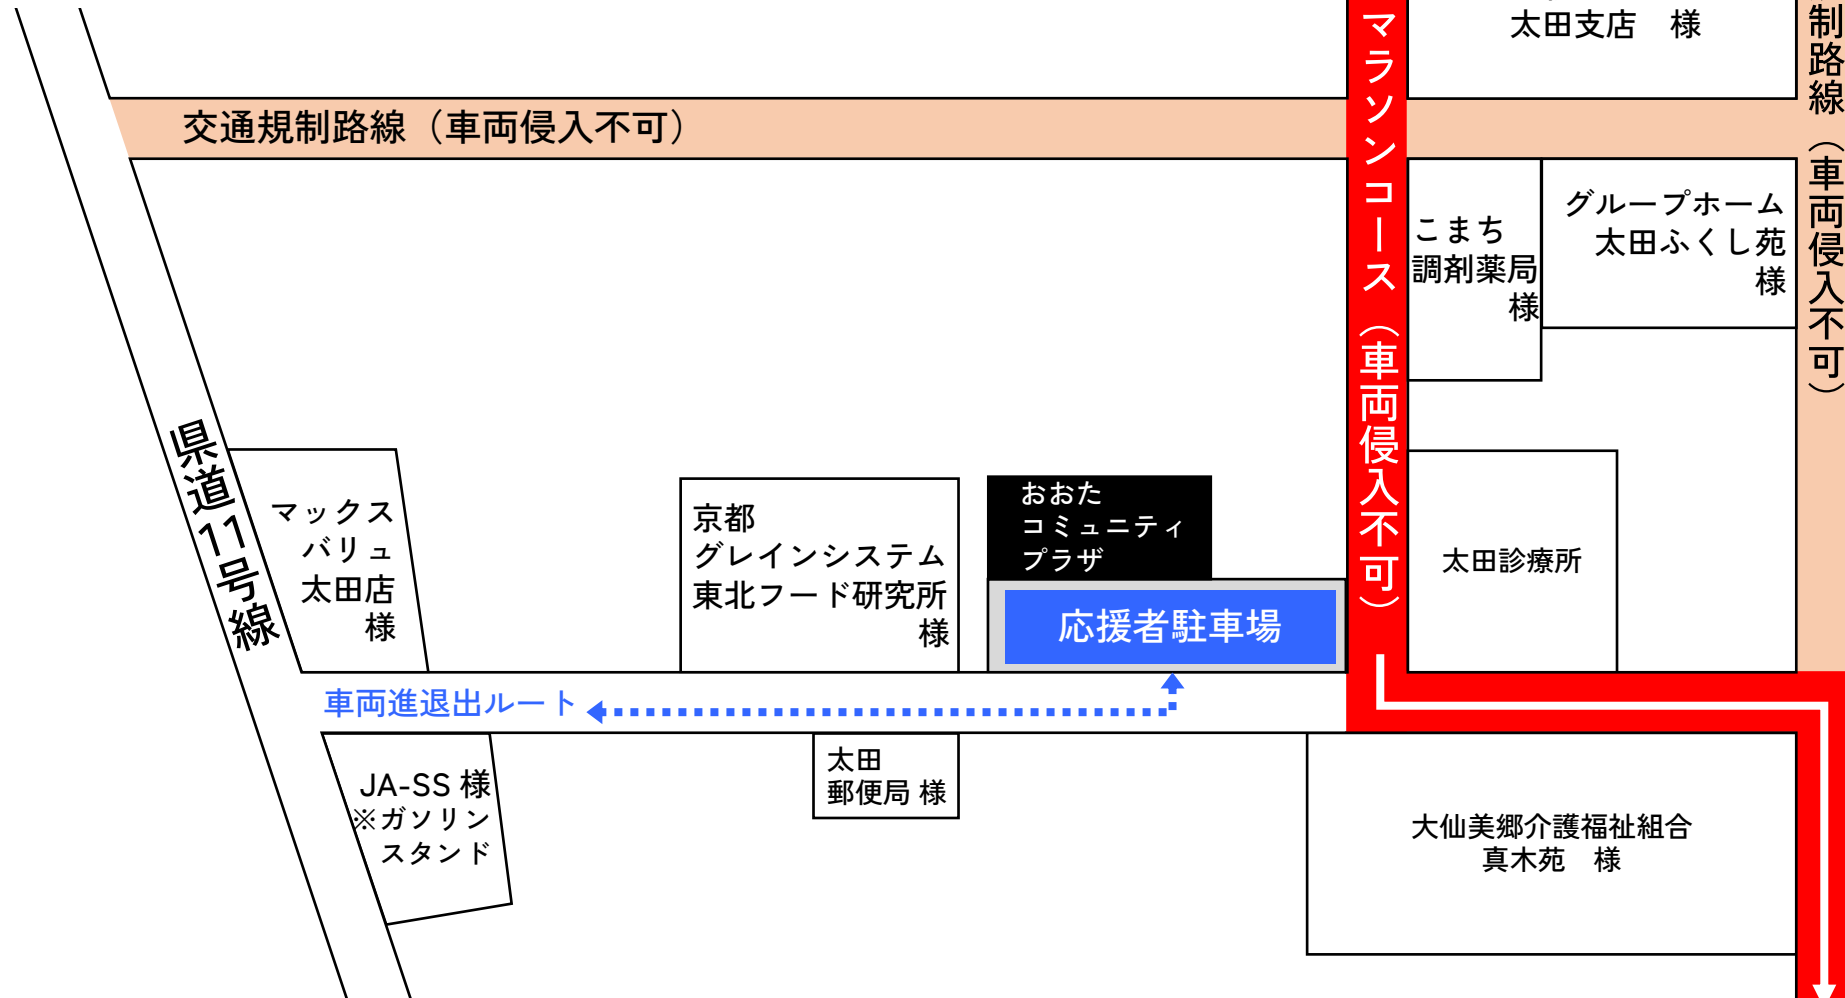 太田支店　様
交通規制路線（車両侵入不可）
マラソンコース（車両侵入不可）
制路線（車両侵入不可）
こまち
調剤薬局
様
グループホーム
太田ふくし苑
様
県道11号線
マックス
バリュ
太田店
様
京都
グレインシステム
東北フード研究所
様
おおた
コミュニティ
プラザ
応援者駐車場
太田診療所
車両進退出ルート
JA-SS 様
※ガソリン
スタンド
太田
郵便局 様
大仙美郷介護福祉組合
真木苑　様